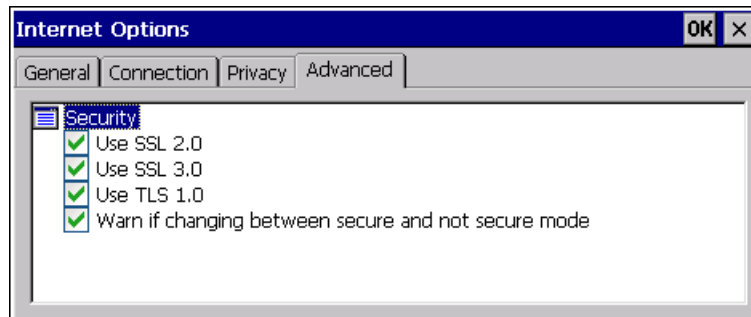 Internet Options OK ×
General Connection Privacy Advanced
Security
Use SSL 2.0
Use SSL 3.0
Use TLS 1.0
Warn if changing between secure and not secure mode